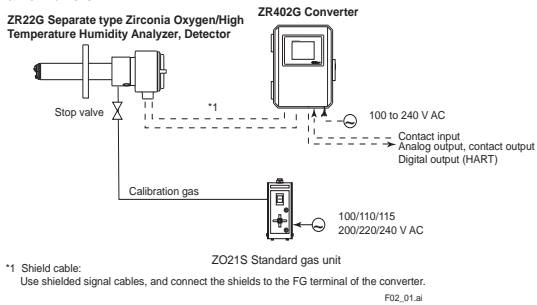 ZR22G Separate type Zirconia Oxygen/High
Temperature Humidity Analyzer, Detector
ZR402G Converter
Stop valve
*1
100 to 240 V AC
Contact input
Analog output, contact output
Digital output (HART)
Calibration gas
100/110/115
200/220/240 V AC
ZO21S Standard gas unit
*1 Shield cable:
Use shielded signal cables, and connect the shields to the FG terminal of the converter.
F02_01.ai